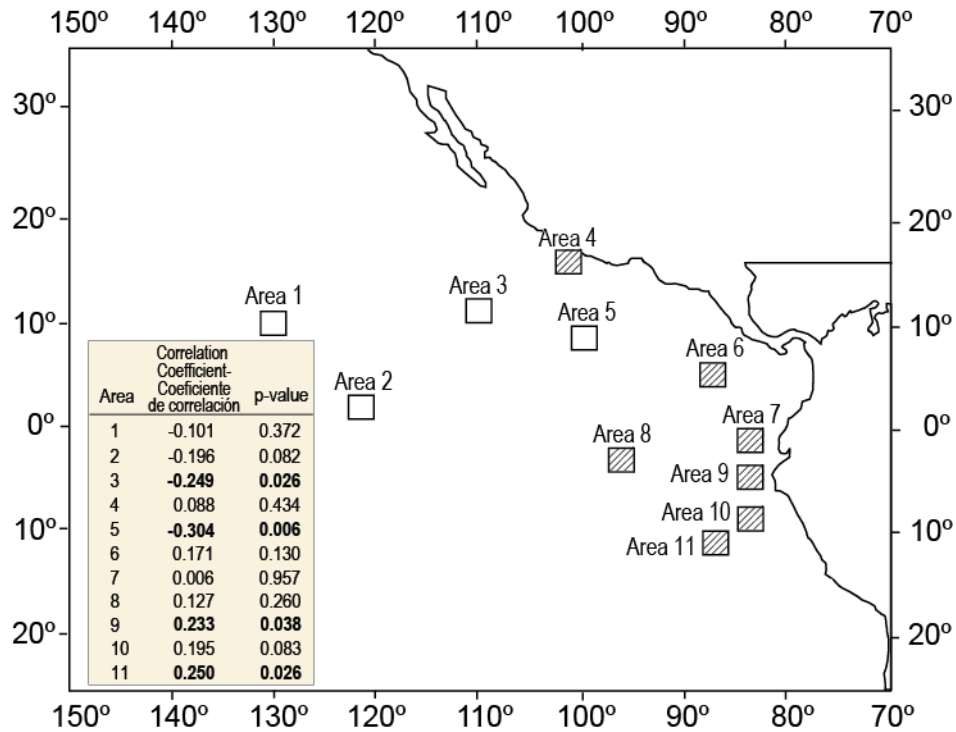 150º 140º 130º 120º 110º 100º 90º 80º 70º
30º 30º
20º 20º
Area 4
Area 3
Area 1
Area 5
10º 10º
Area 6
Area 2
Area 7
0º 0º
Area 8
Area 9
Area 10
10º 10º
Area 11
20º 20º
Correlation
Coefficient-
Coeficiente
Area de correlación p-value
1 -0.101 0.372
2 -0.196 0.082
3 -0.249 0.026
4 0.088 0.434
5 -0.304 0.006
6 0.171 0.130
7 0.006 0.957
8 0.127 0.260
9 0.233 0.038
10 0.195 0.083
11 0.250 0.026
150º 140º 130º 120º 110º 100º 90º 80º 70º